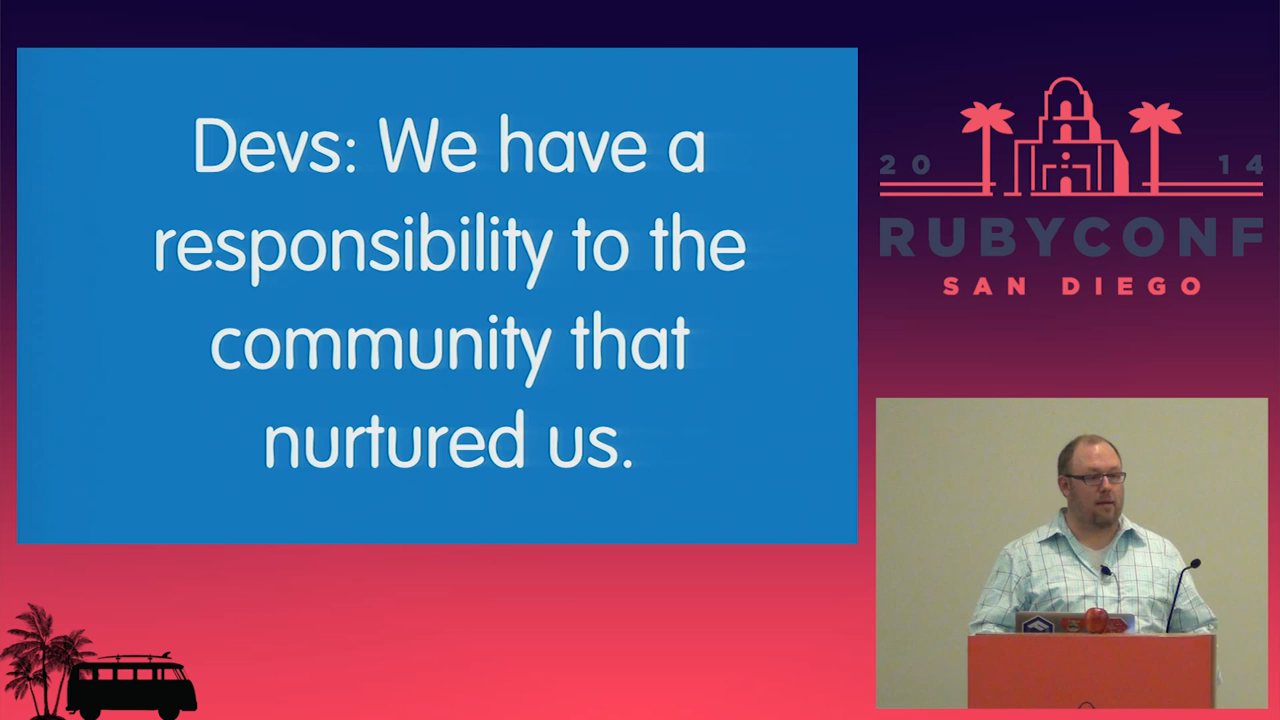 Devs: We have a
responsibility to the
community that
nurtured us.
20 14
RUBYCONF
SAN DIEGO